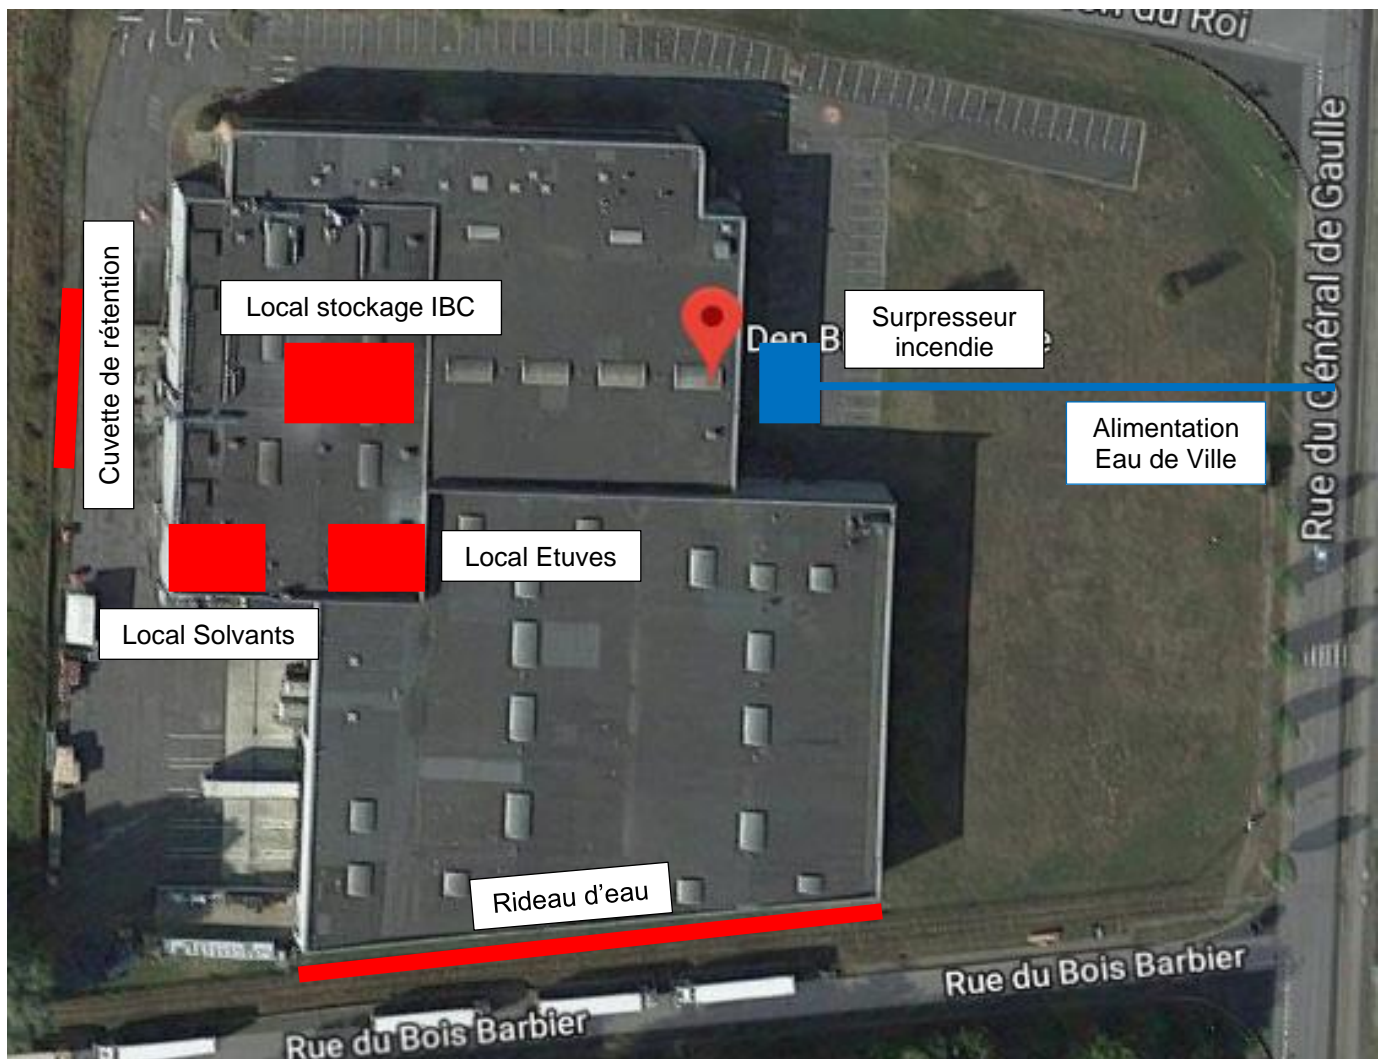 du Roi
Rue du Général de Gaulle
Cuvette de rétention
Local stockage IBC
Surpresseur
incendie
Den
Alimentation
Eau de Ville
Local Etuves
Local Solvants
Rideau d’eau
Rue du Bois Barbier
Rue du Bois Barbier